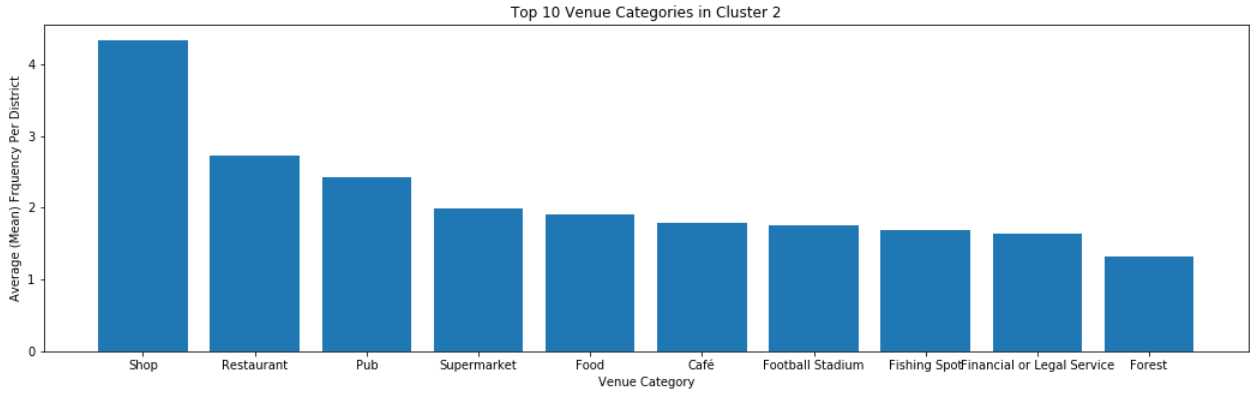 Top 10 Venue Categories in Cluster 2
Average (Mean) Frquency Per District
4
3
2
1
0
Shop Restaurant Pub Supermarket Food Café Football Stadium Fishing Spot Financial or Legal Service Forest
Venue Category